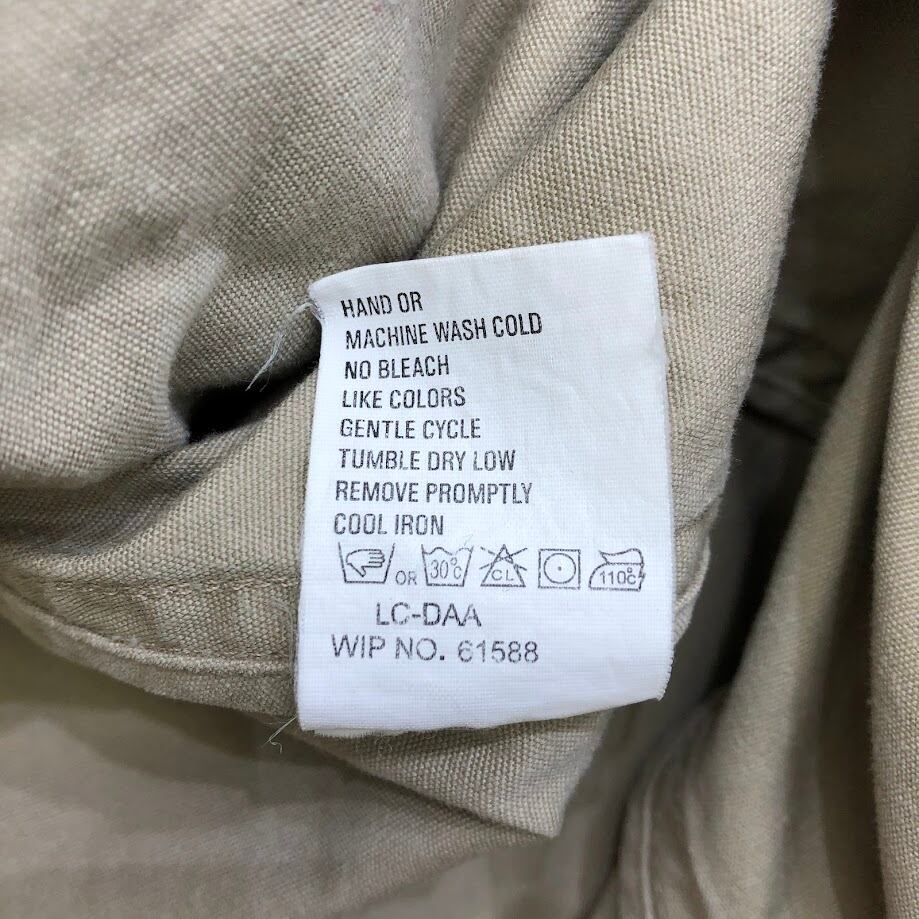 HAND OR
MACHINE WASH COLD
NO BLEACH
LIKE COLORS
GENTLE CYCLE
TUMBLE DRY LOW
REMOVE PROMPTLY
COOL IRON
OR 30°C CL 110°C
LC-DAA
WIP NO. 61588